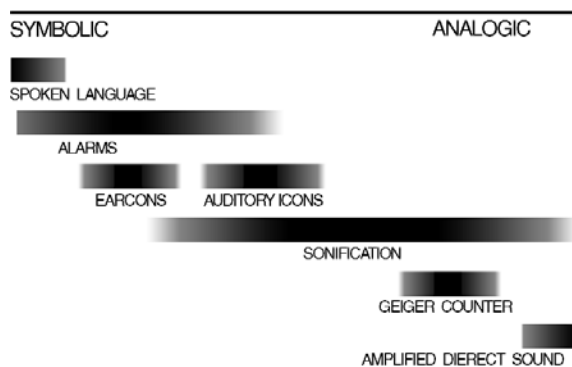 SYMBOLIC ANALOGIC
SPOKEN LANGUAGE
ALARMS
EARCONS AUDITORY ICONS
SONIFICATION
GEIGER COUNTER
AMPLIFIED DIERECT SOUND